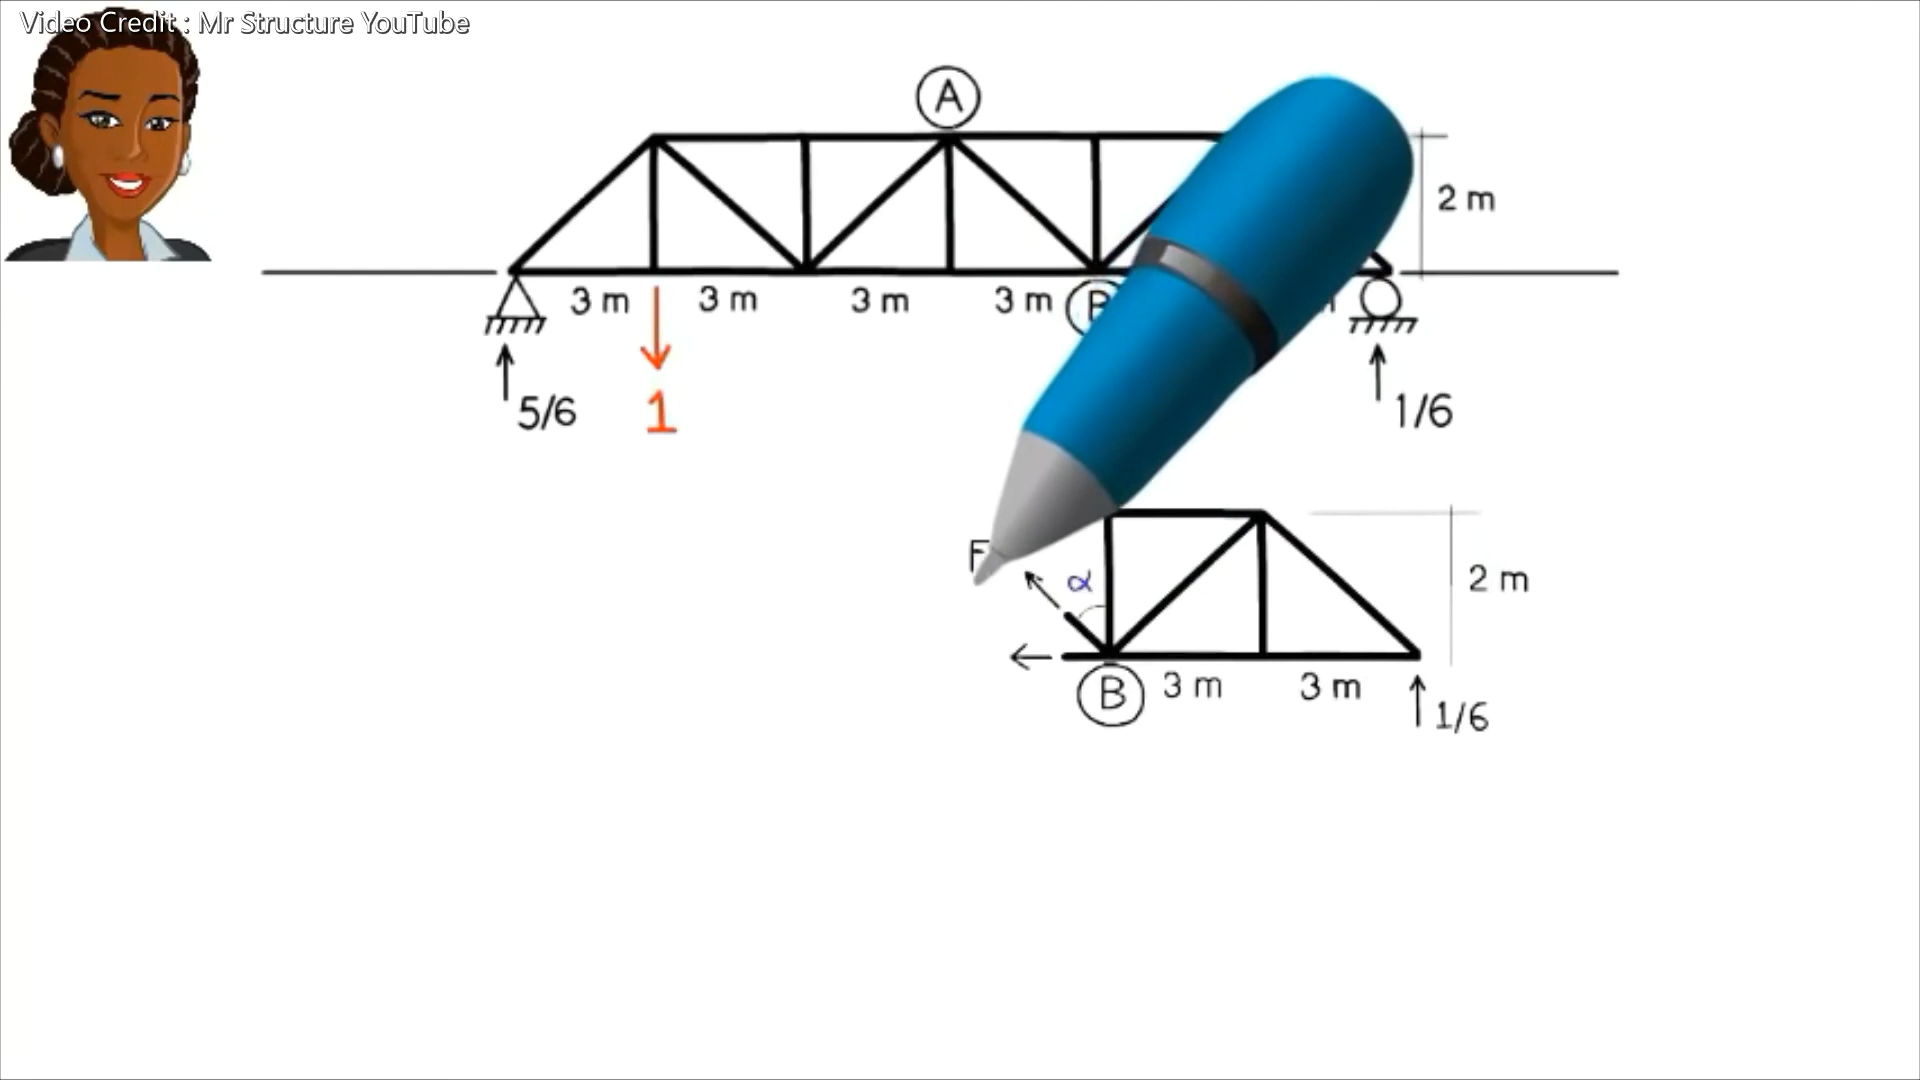 Video Credit : Mr Structure YouTube
A
2 m
3 m 3 m 3 m 3 m
5/6 1 1/6
F α
2 m
B 3 m 3 m
1/6